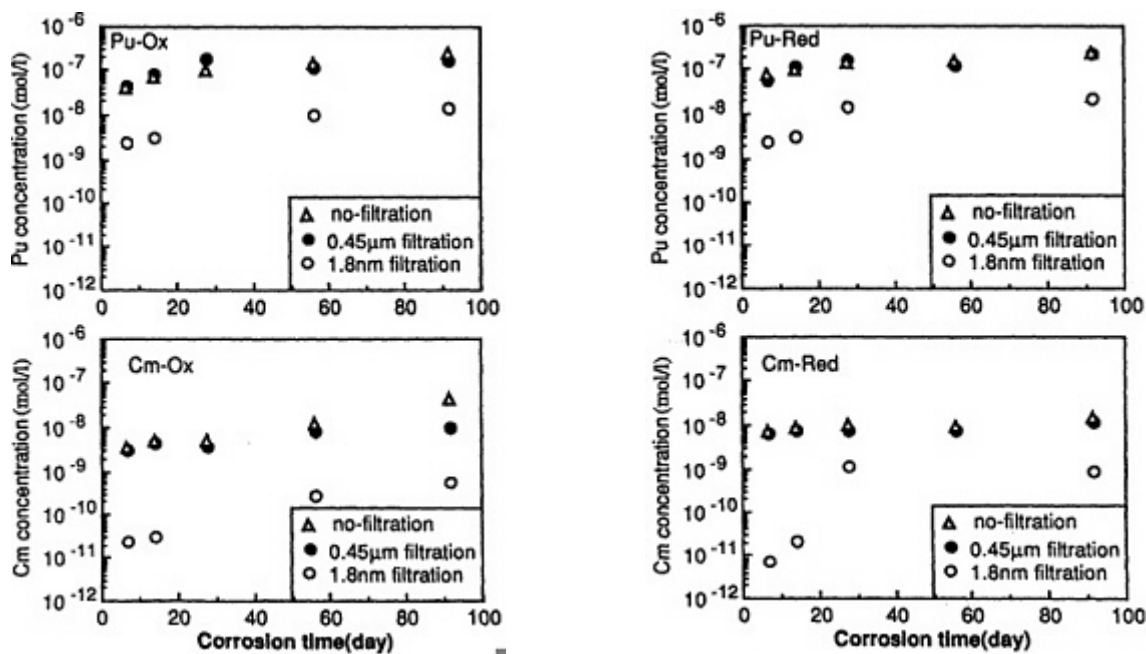 Pu-Ox
Pu concentration (mol/l)
10-6
10-7
10-8
10-9
10-10
10-11
10-12
0 20 40 60 80 100
no-filtration
0.45μm filtration
1.8nm filtration
Pu-Red
Pu concentration (mol/l)
10-6
10-7
10-8
10-9
10-10
10-11
10-12
0 20 40 60 80 100
no-filtration
0.45μm filtration
1.8nm filtration
Cm-Ox
Cm concentration (mol/l)
10-6
10-7
10-8
10-9
10-10
10-11
10-12
0 20 40 60 80 100
Corrosion time(day)
no-filtration
0.45μm filtration
1.8nm filtration
Cm-Red
Cm concentration (mol/l)
10-6
10-7
10-8
10-9
10-10
10-11
10-12
0 20 40 60 80 100
Corrosion time(day)
no-filtration
0.45μm filtration
1.8nm filtration